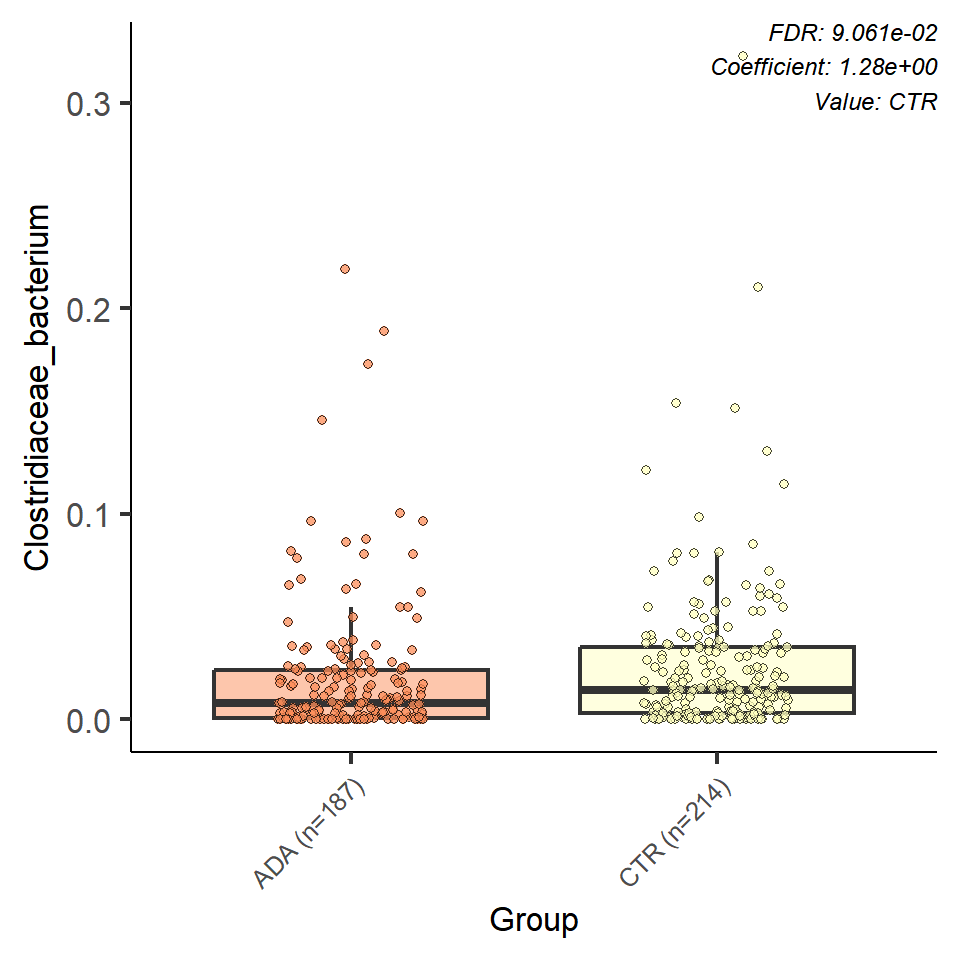 FDR: 9.061e-02
Coefficient: 1.28e+00
Value: CTR
0.3
0.2
0.1
0.0
Clostridiaceae_bacterium
ADA (n=187)
CTR (n=214)
Group